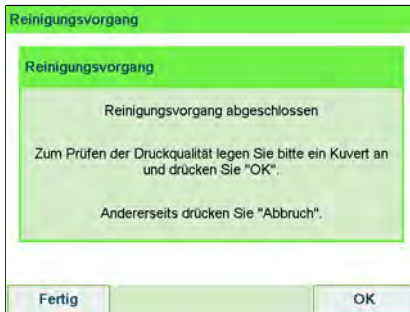 Reinigungsvorgang
Reinigungsvorgang
Reinigungsvorgang abgeschlossen
Zum Prüfen der Druckqualität legen Sie bitte ein Kuvert an
und drücken Sie "OK".
Andererseits drücken Sie "Abbruch".
Fertig
OK